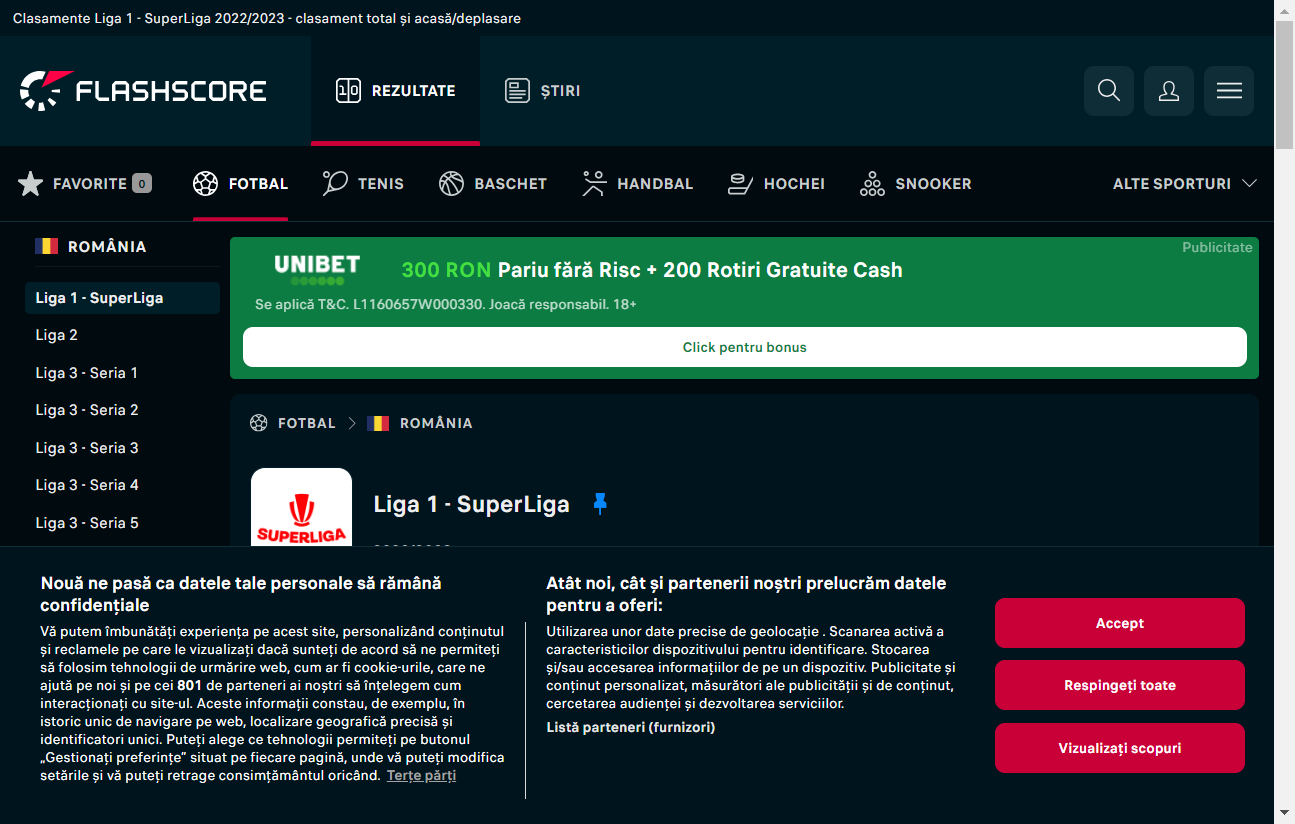 Clasamente Liga 1 - SuperLiga 2022/2023 - clasament total și acasă/deplasare
FLASHSCORE
10 REZULTATE
ȘTIRI
FAVORITE 0
FOTBAL
TENIS
BASCHET
HANDBAL
HOCHEI
SNOOKER
ALTE SPORTURI
ROMÂNIA
Liga 1 - SuperLiga
Liga 2
Liga 3 - Seria 1
Liga 3 - Seria 2
Liga 3 - Seria 3
Liga 3 - Seria 4
Liga 3 - Seria 5
Publicitate
UNIBET
300 RON Pariu fără Risc + 200 Rotiri Gratuite Cash
Se aplică T&C. L1160657W000330. Joacă responsabil. 18+
Click pentru bonus
FOTBAL
ROMÂNIA
SUPERLIGA
Liga 1 - SuperLiga
Nouă ne pasă ca datele tale personale să rămână
confidențiale
Vă putem îmbunătăți experiența pe acest site, personalizând conținutul
și reclamele pe care le vizualizați dacă sunteți de acord să ne permiteți
să folosim tehnologii de urmărire web, cum ar fi cookie-urile, care ne
ajută pe noi și pe cei 801 de parteneri ai noștri să înțelegem cum
interacționați cu site-ul. Aceste informații constau, de exemplu, în
istoric unic de navigare pe web, localizare geografică precisă și
identificatori unici. Puteți alege ce tehnologii permiteți pe butonul
„Gestionați preferințe” situat pe fiecare pagină, unde vă puteți modifica
setările și vă puteți retrage consimțământul oricând. Terțe părți
Atât noi, cât și partenerii noștri prelucrăm datele
pentru a oferi:
Utilizarea unor date precise de geolocație . Scanarea activă a
caracteristicilor dispozitivului pentru identificare. Stocarea
și/sau accesarea informațiilor de pe un dispozitiv. Publicitate și
conținut personalizat, măsurători ale publicității și de conținut,
cercetarea audienței și dezvoltarea serviciilor.
Listă parteneri (furnizori)
Accept
Respingeți toate
Vizualizați scopuri